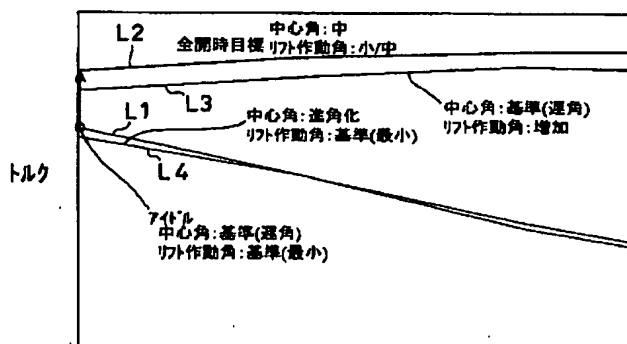 L2
全開時目標
中心角:中
リフト作動角:小/中
L3
中心角:基準(遅角)
リフト作動角:増加
L1
中心角:進角化
リフト作動角:基準(最小)
L4
トルク
アイドル
中心角:基準(遅角)
リフト作動角:基準(最小)